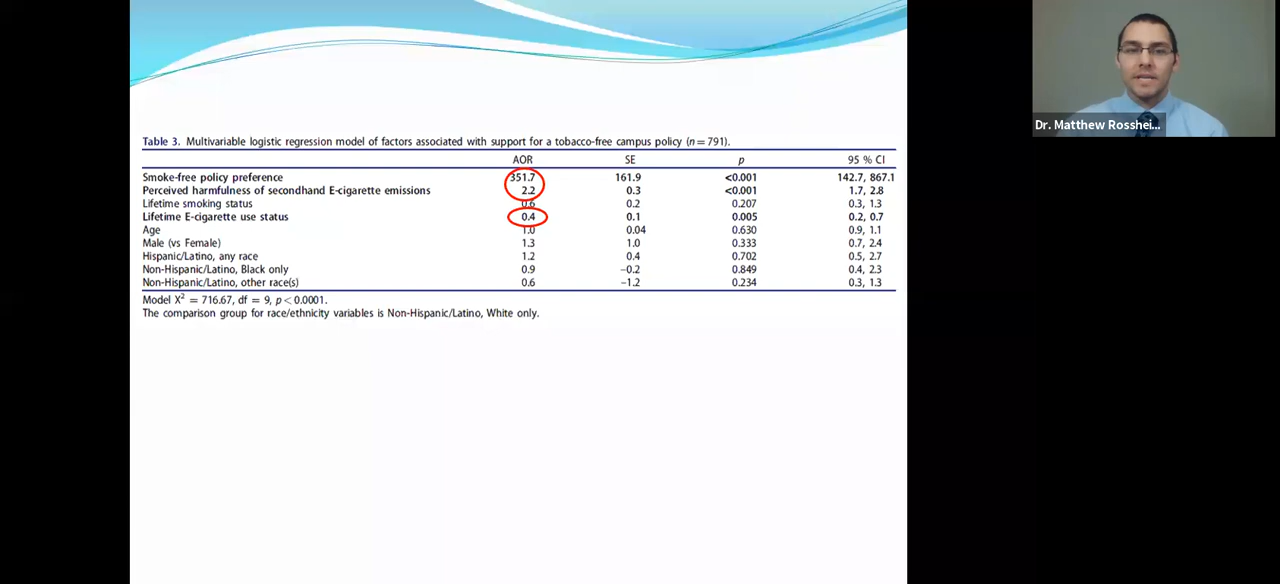 Dr. Matthew Rosshei...
Table 3. Multivariable logistic regression model of factors associated with support for a tobacco-free campus policy (n = 791).
AOR SE p 95 % CI
Smoke-free policy preference 351.7 161.9 <0.001 142.7, 867.1
Perceived harmfulness of secondhand E-cigarette emissions 2.2 0.3 <0.001 1.7, 2.8
Lifetime smoking status 0.6 0.2 0.207 0.3, 1.3
Lifetime E-cigarette use status 0.4 0.1 0.005 0.2, 0.7
Age 1.0 0.04 0.630 0.9, 1.1
Male (vs Female) 1.3 1.0 0.333 0.7, 2.4
Hispanic/Latino, any race 1.2 0.4 0.702 0.5, 2.7
Non-Hispanic/Latino, Black only 0.9 −0.2 0.849 0.4, 2.3
Non-Hispanic/Latino, other race(s) 0.6 −1.2 0.234 0.3, 1.3
Model X² = 716.67, df = 9, p < 0.0001.
The comparison group for race/ethnicity variables is Non-Hispanic/Latino, White only.